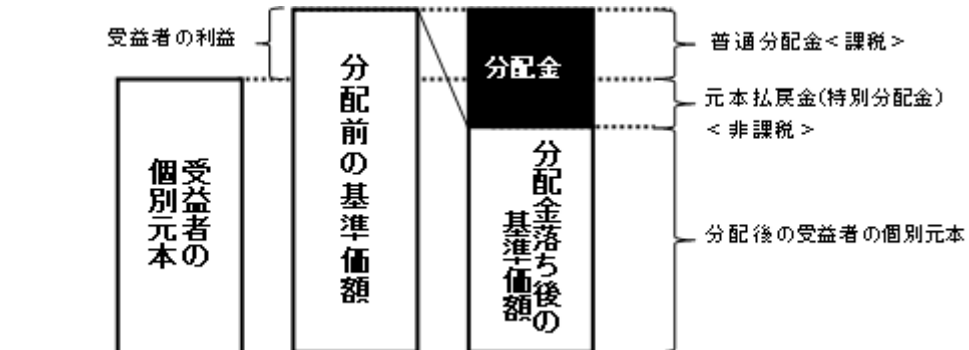 受益者の利益
受益者の
個別元本
分配前の基準価額
分配金
分配金落ち後の
基準価額
普通分配金<課税>
元本払戻金(特別分配金)
<非課税>
分配後の受益者の個別元本